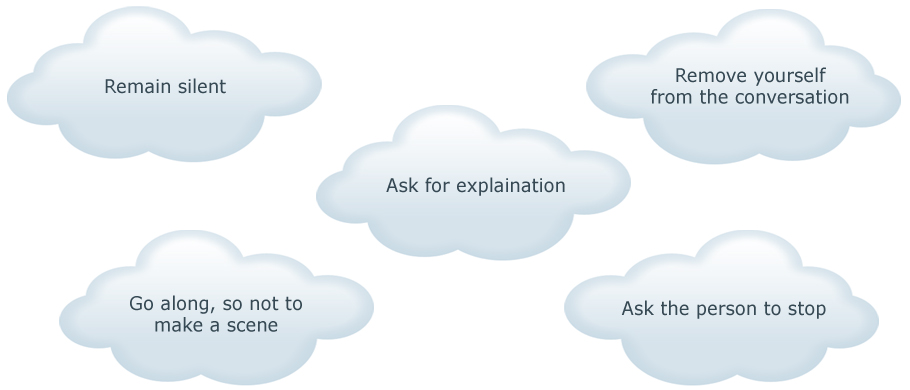 Remain silent
Remove yourself
from the conversation
Ask for explaination
Go along, so not to
make a scene
Ask the person to stop